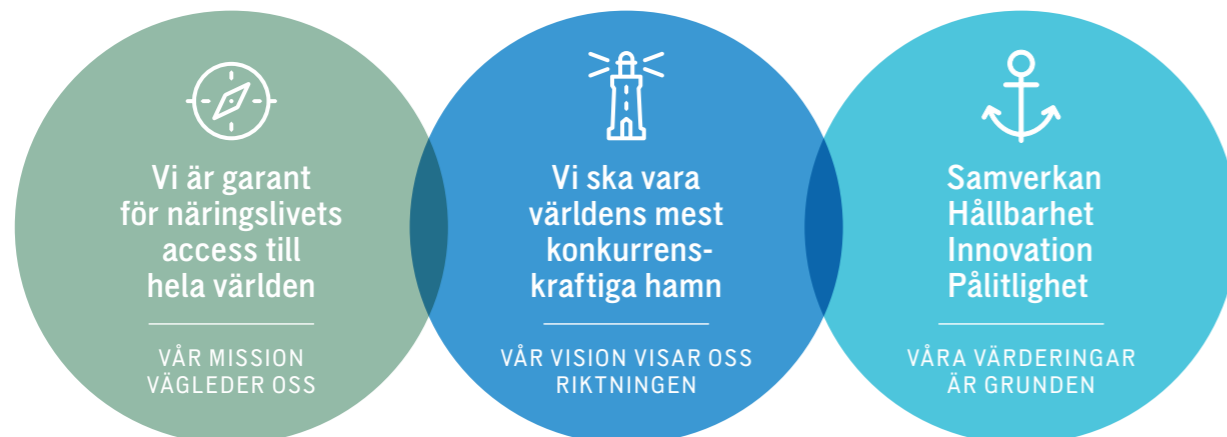 Vi är garant
för näringslivets
access till
hela världen
VÅR MISSION
VÄGLEDER OSS
Vi ska vara
världens mest
konkurrens-
kraftiga hamn
VÅR VISION VISAR OSS
RIKTNINGEN
Samverkan
Hållbarhet
Innovation
Pålitlighet
VÅRA VÄRDERINGAR
ÄR GRUNDEN